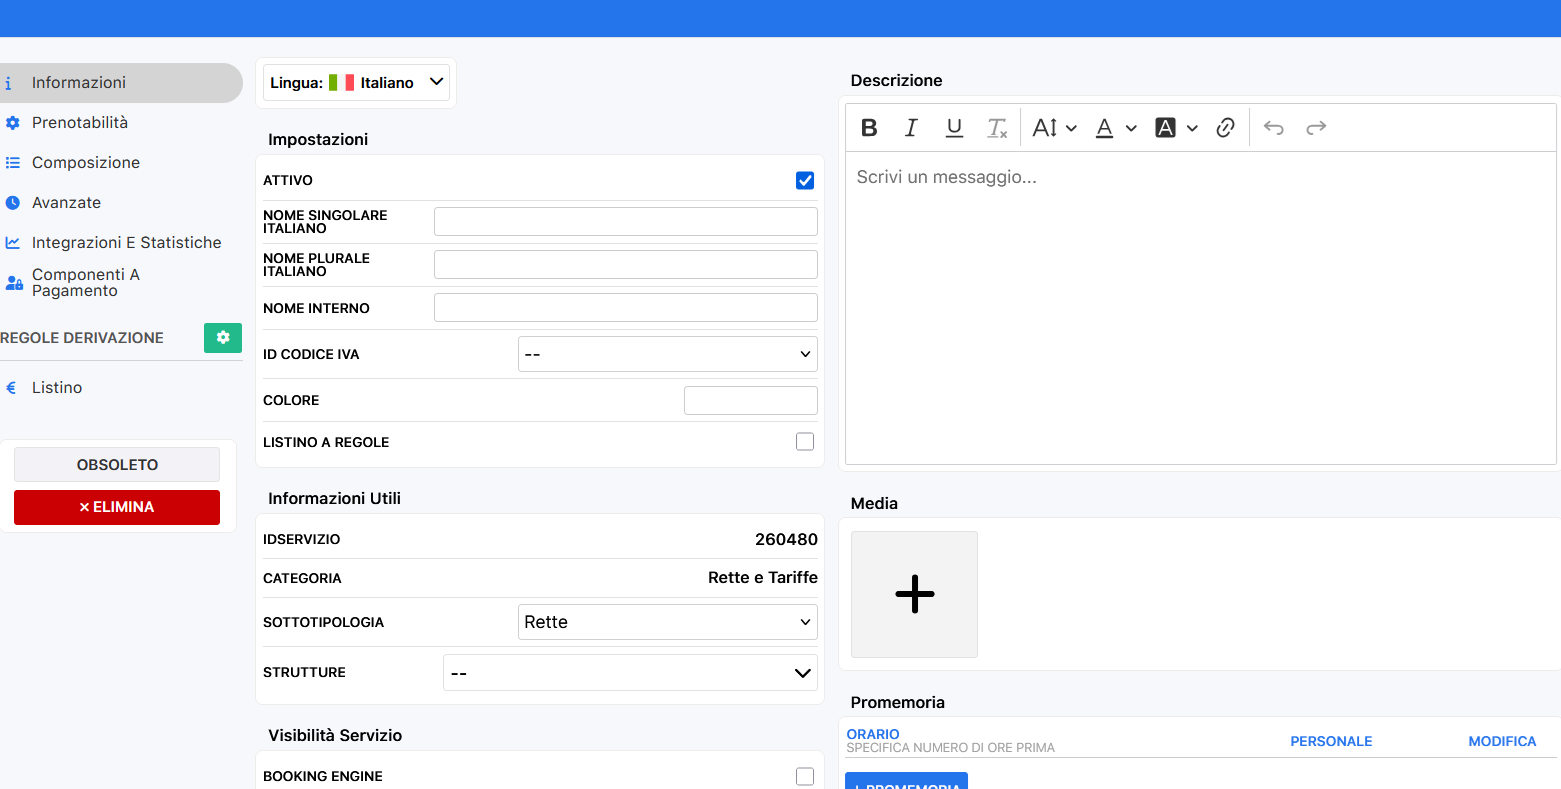 Informazioni
Prenotabilità
Composizione
Avanzate
Integrazioni E Statistiche
Componenti A
Pagamento
REGOLE DERIVAZIONE
Listino
OBSOLETO
× ELIMINA
Lingua: Italiano
Impostazioni
ATTIVO
NOME SINGOLARE
ITALIANO
NOME PLURALE
ITALIANO
NOME INTERNO
ID CODICE IVA --
COLORE
LISTINO A REGOLE
Informazioni Utili
IDSERVIZIO 260480
CATEGORIA Rette e Tariffe
SOTTOTIPOLOGIA Rette
STRUTTURE --
Visibilità Servizio
BOOKING ENGINE
Descrizione
Scrivi un messaggio...
Media
Promemoria
ORARIO
SPECIFICA NUMERO DI ORE PRIMA
PERSONALE MODIFICA
+ PROMEMORIA